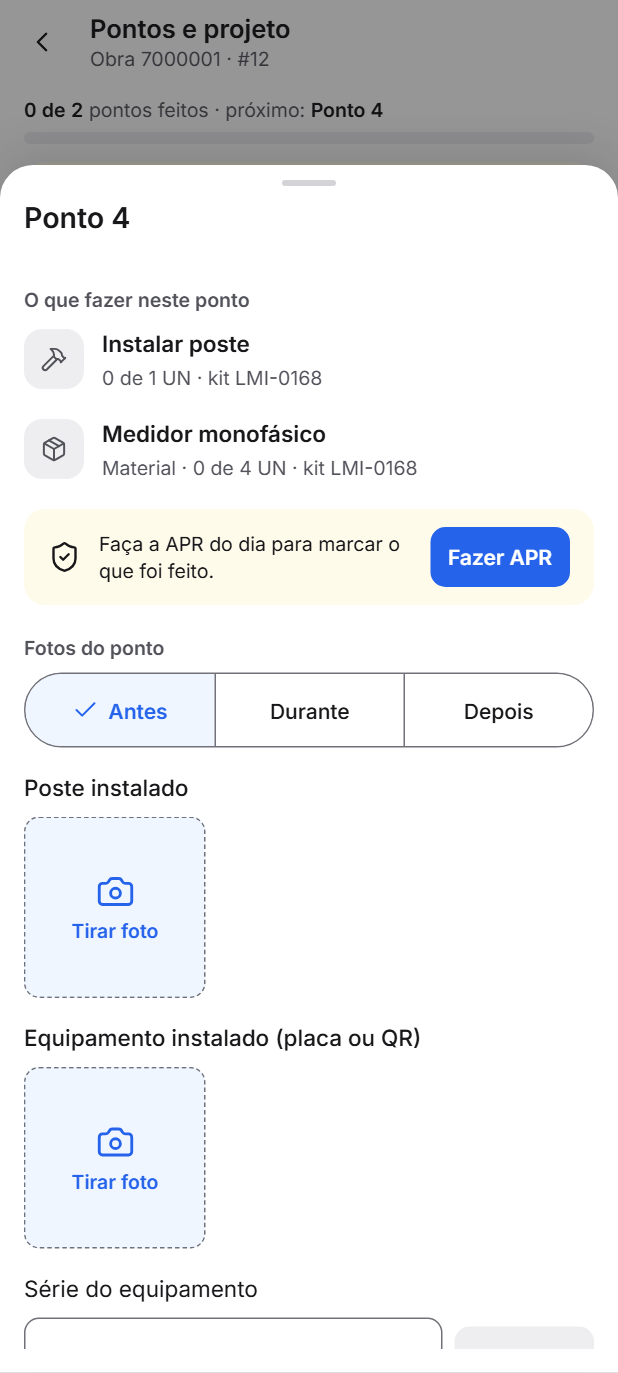 Pontos e projeto
Obra 7000001 · #12
0 de 2 pontos feitos · próximo: Ponto 4
Ponto 4
O que fazer neste ponto
Instalar poste
0 de 1 UN · kit LMI-0168
Medidor monofásico
Material · 0 de 4 UN · kit LMI-0168
Faça a APR do dia para marcar o
que foi feito.
Fazer APR
Fotos do ponto
Antes
Durante
Depois
Poste instalado
Tirar foto
Equipamento instalado (placa ou QR)
Tirar foto
Série do equipamento